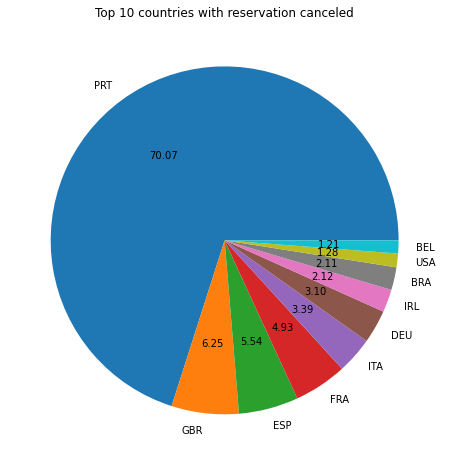 Top 10 countries with reservation canceled
PRT
70.07
GBR
6.25
ESP
5.54
FRA
4.93
ITA
3.39
DEU
3.10
IRL
2.12
BRA
2.11
USA
1.28
BEL
1.21